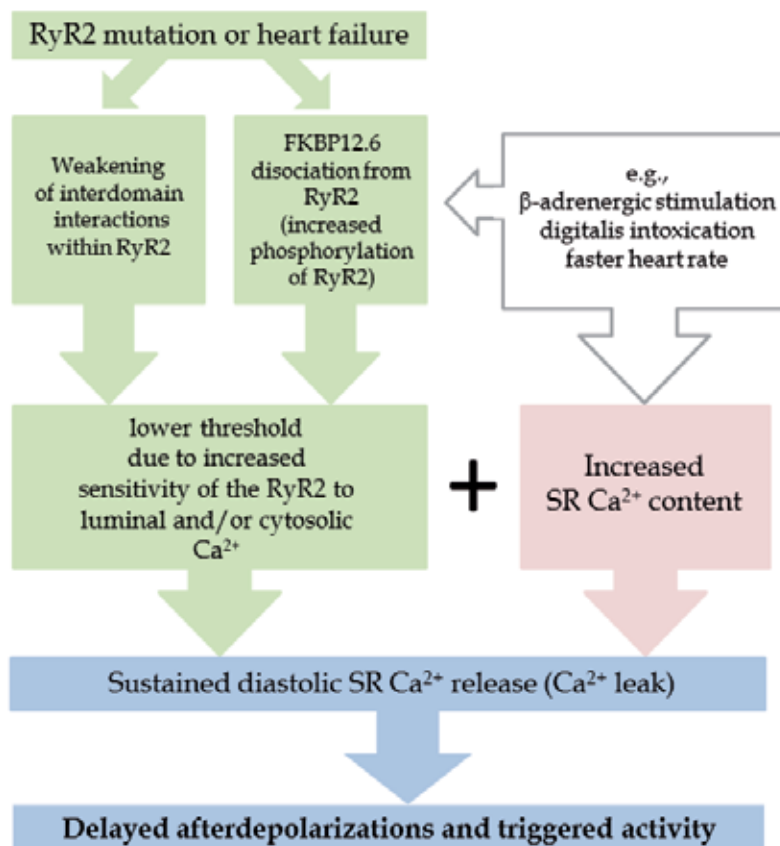 RyR2 mutation or heart failure
Weakening
of interdomain
interactions
within RyR2
FKBP12.6
disociation from
RyR2
(increased
phosphorylation
of RyR2)
e.g.,
β-adrenergic stimulation
digitalis intoxication
faster heart rate
lower threshold
due to increased
sensitivity of the RyR2 to
luminal and/or cytosolic
Ca²⁺
+
Increased
SR Ca²⁺ content
Sustained diastolic SR Ca²⁺ release (Ca²⁺ leak)
Delayed afterdepolarizations and triggered activity